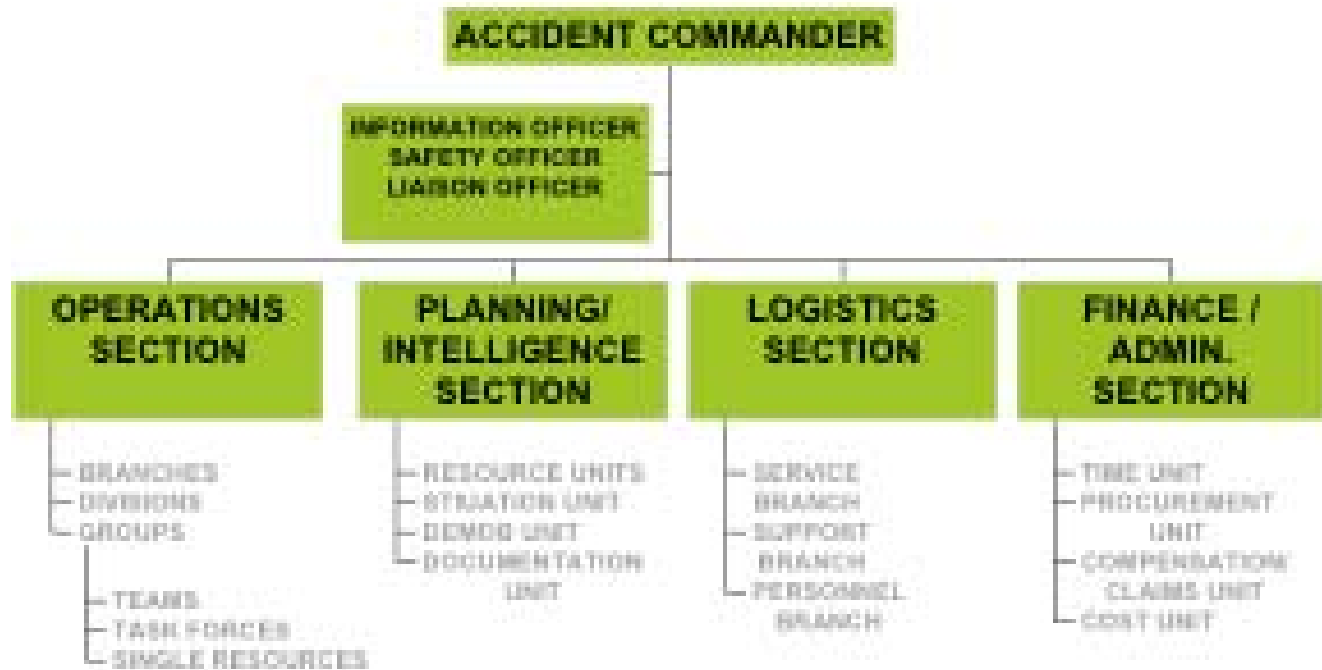 ACCIDENT COMMANDER
INFORMATION OFFICER
SAFETY OFFICER
LIAISON OFFICER
OPERATIONS
SECTION
PLANNING/
INTELLIGENCE
SECTION
LOGISTICS
SECTION
FINANCE /
ADMIN.
SECTION
BRANCHES
DIVISIONS
GROUPS
TEAMS
TASK FORCES
SINGLE RESOURCES
RESOURCE UNITS
UNIT
DEMOB UNIT
DOCUMENTATION
UNIT
SERVICE
BRANCH
SUPPORT
BRANCH
PERSONNEL
BRANCH
TIME UNIT
PROCUREMENT
UNIT
COMPENSATION/
CLAIMS UNIT
COST UNIT